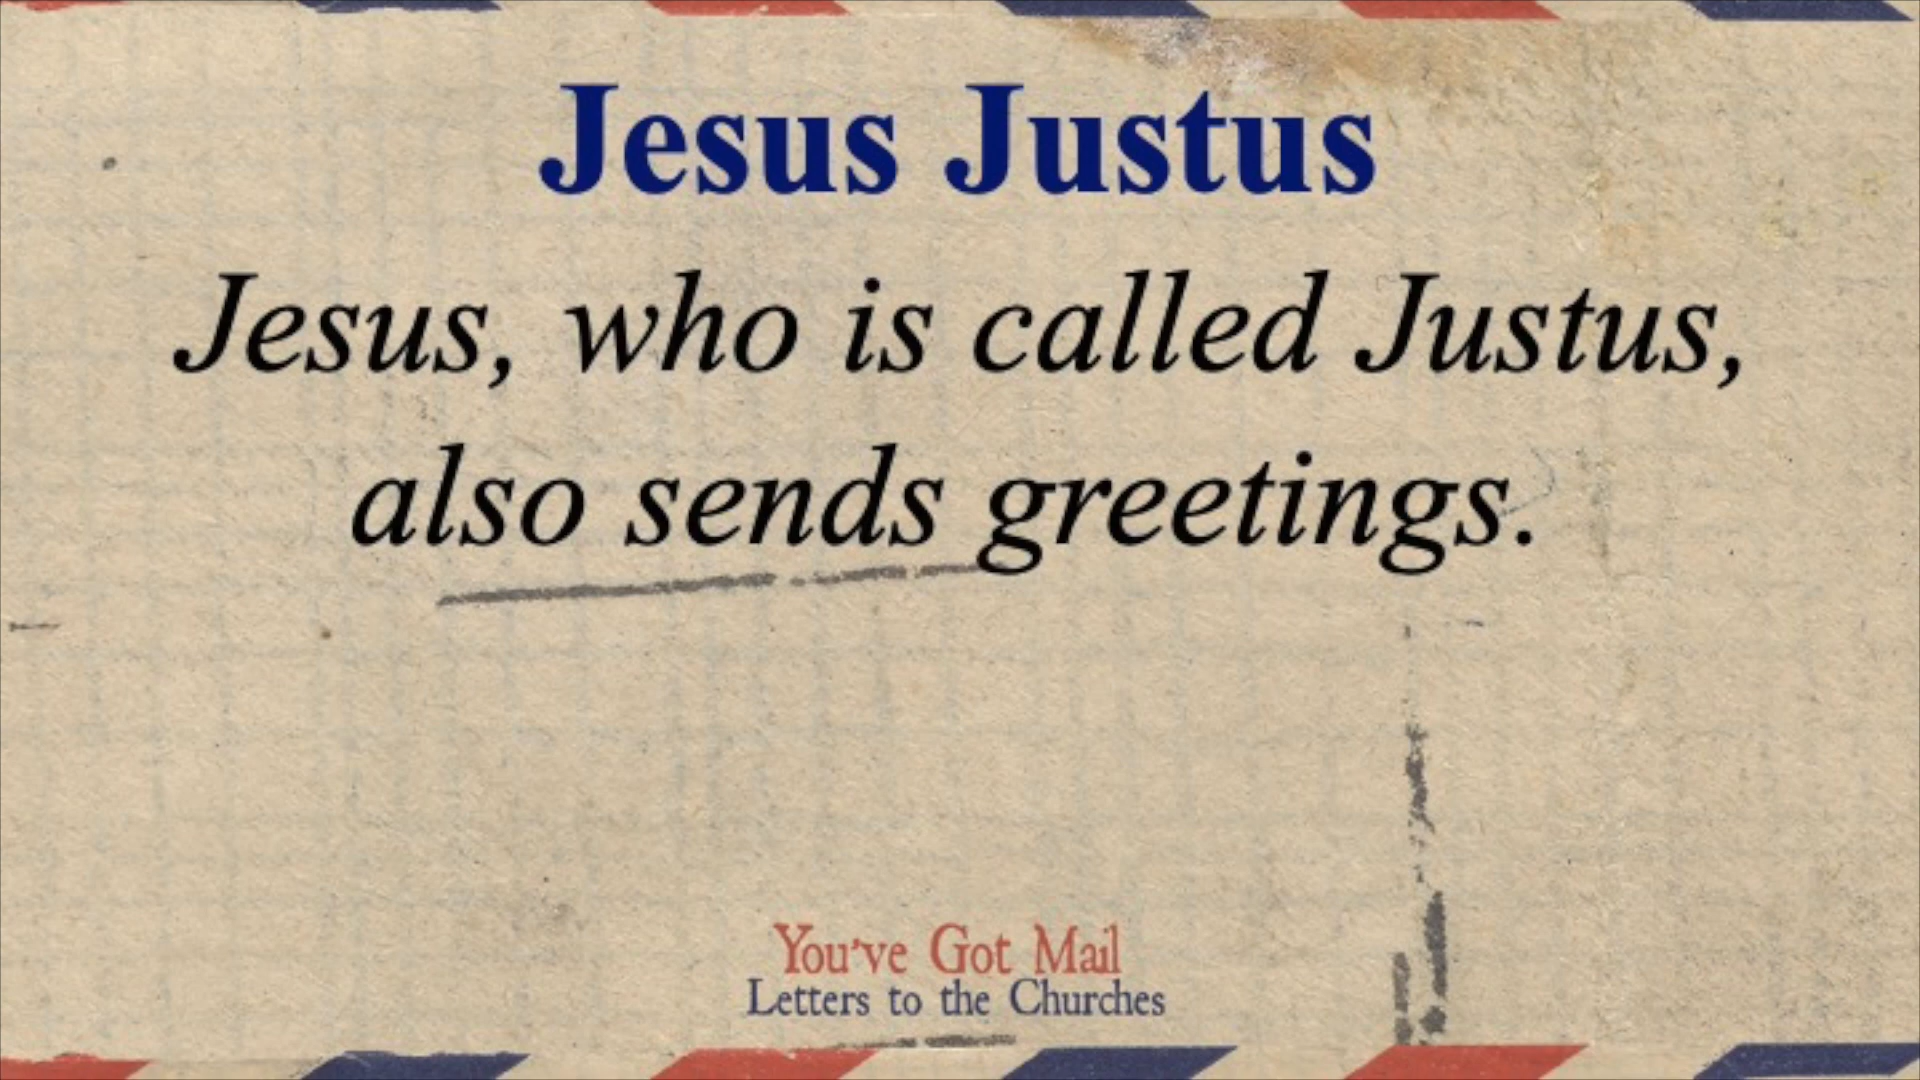 Jesus Justus
Jesus, who is called Justus,
also sends greetings.
You've Got Mail
Letters to the Churches